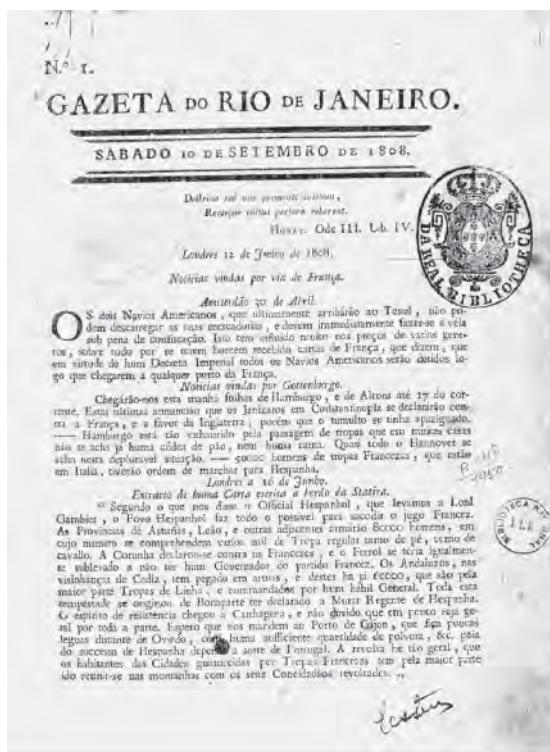 N.º 1.
GAZETA DO RIO DE JANEIRO.
SABADO 10 DE SETEMBRO DE 1808.
Doctrina vim promovet insitam,
Rectique cultus pectora roborant.
HORAT. Ode III. Lib. IV.
Londres 12 de Junho de 1808.
Noticias vindas por via de França.
Amsterdão 30 de Abril.
OS dois Navios Americanos, que ultimamente arribárão ao Texel, não po-
dem descarregar as suas mercadorias, e devem immediatamente fazer-se á vela
sob pena de confiscação. Isto tem influido muito nos preços de varios gene-
ros, sobre tudo por se terem hontem recebido cartas de França, que dizem, que
em virtude de hum Decreto Imperial todos os Navios Americanos serão detidos lo-
go que chegarem a qualquer porto da França.
Noticias vindas por Gottenburgo.
Chegárão-nos esta manhã folhas de Hamburgo, e de Altona até 17 do cor-
rente. Estas ultimas annuncião que os Janizaros em Constantinopla se declarárão con-
tra a França, e a favor da Inglaterra; porém que o tumulto se tinha apaziguado.
—— Hamburgo está tão exhaurido pela passagem de tropas que em muitas casas
não se acha já huma côdea de pão, nem huma cama. Quasi todo o Hannover se
acha nesta deploravel situação. —— 50000 homens de tropas Francezas, que estão
em Italia, tiverão ordem de marchar para Hespanha.
Londres a 16 de Junho.
Extracto de huma Carta escrita a bordo da Statira.
" Segundo o que nos disse o Official Hespanhol, que levamos a Lord
Gambier, o Povo Hespanhol faz todo o possivel para sacudir o jugo Francez.
As Provincias de Asturias, Leão, e outras adjacentes armárão 80000 homens, em
cujo numero se comprehendem varios mil de Tropa regular tanto de pé, como de
cavallo. A Corunha declarou-se contra os Francezes, e o Ferrol se teria igualmen-
te sublevado a não ter hum Governador do partido Francez. Os Andaluzos, nas
visinhanças de Cadiz, tem pegado em armas, e destes ha já 60000, que são pela
maior parte Tropas de Linha, e commandados por hum habil General. Toda esta
tempestade se originou de Bonaparte ter declarado a Murat Regente de Hespanha.
O espirito de resistencia chegou a Carthagena, e não duvido que em pouco seja ge-
ral por toda a parte. Espero que nos mandem ao Porto de Gijon, que fica poucas
leguas distante de Oviedo, com huma sufficiente quantidade de polvora, &c. pois
do successo de Hespanha depende a sorte de Portugal. A revolta he tão geral, que
os habitantes das Cidades guarnecidas por Tropas Francezas tem pela maior parte
ido reunir-se nas montanhas com os seus Concidadãos revoltados. ,,
DA REAL BIBLIOTHECA